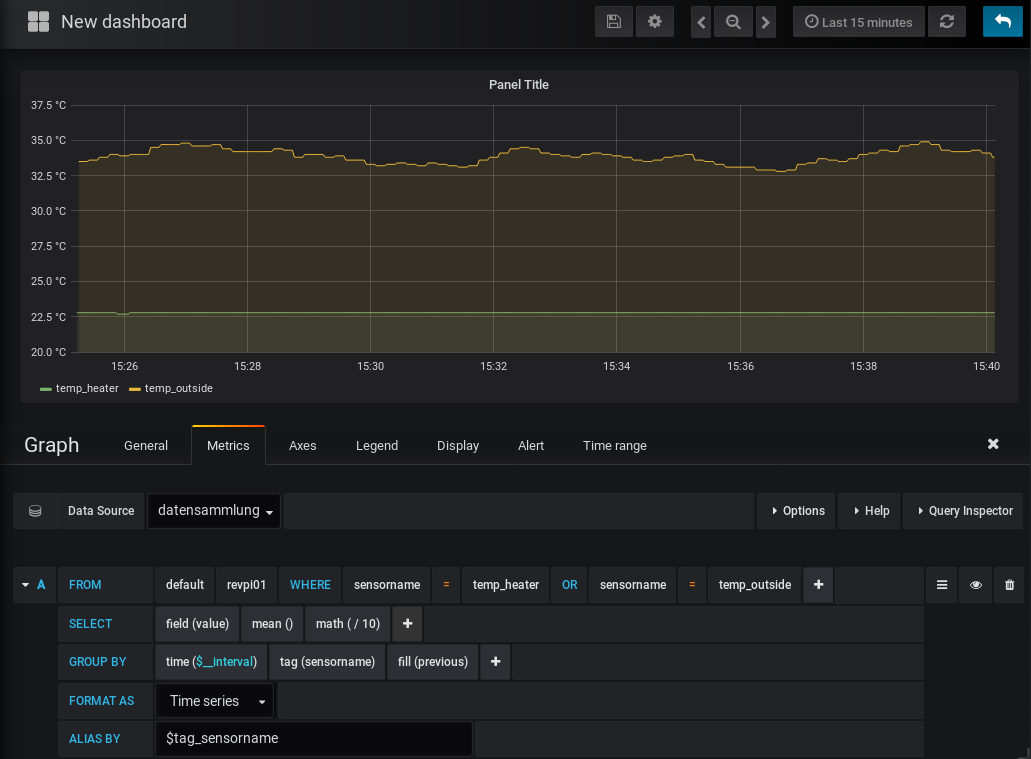 New dashboard
Last 15 minutes
Panel Title
37.5 °C
35.0 °C
32.5 °C
30.0 °C
27.5 °C
25.0 °C
22.5 °C
20.0 °C
15:26 15:28 15:30 15:32 15:34 15:36 15:38 15:40
temp_heater temp_outside
Graph General Metrics Axes Legend Display Alert Time range
Data Source datensammlung Options Help Query Inspector
A FROM default revpi01 WHERE sensorname = temp_heater OR sensorname = temp_outside +
SELECT field (value) mean () math ( / 10) +
GROUP BY time ($__interval) tag (sensorname) fill (previous) +
FORMAT AS Time series
ALIAS BY $tag_sensorname